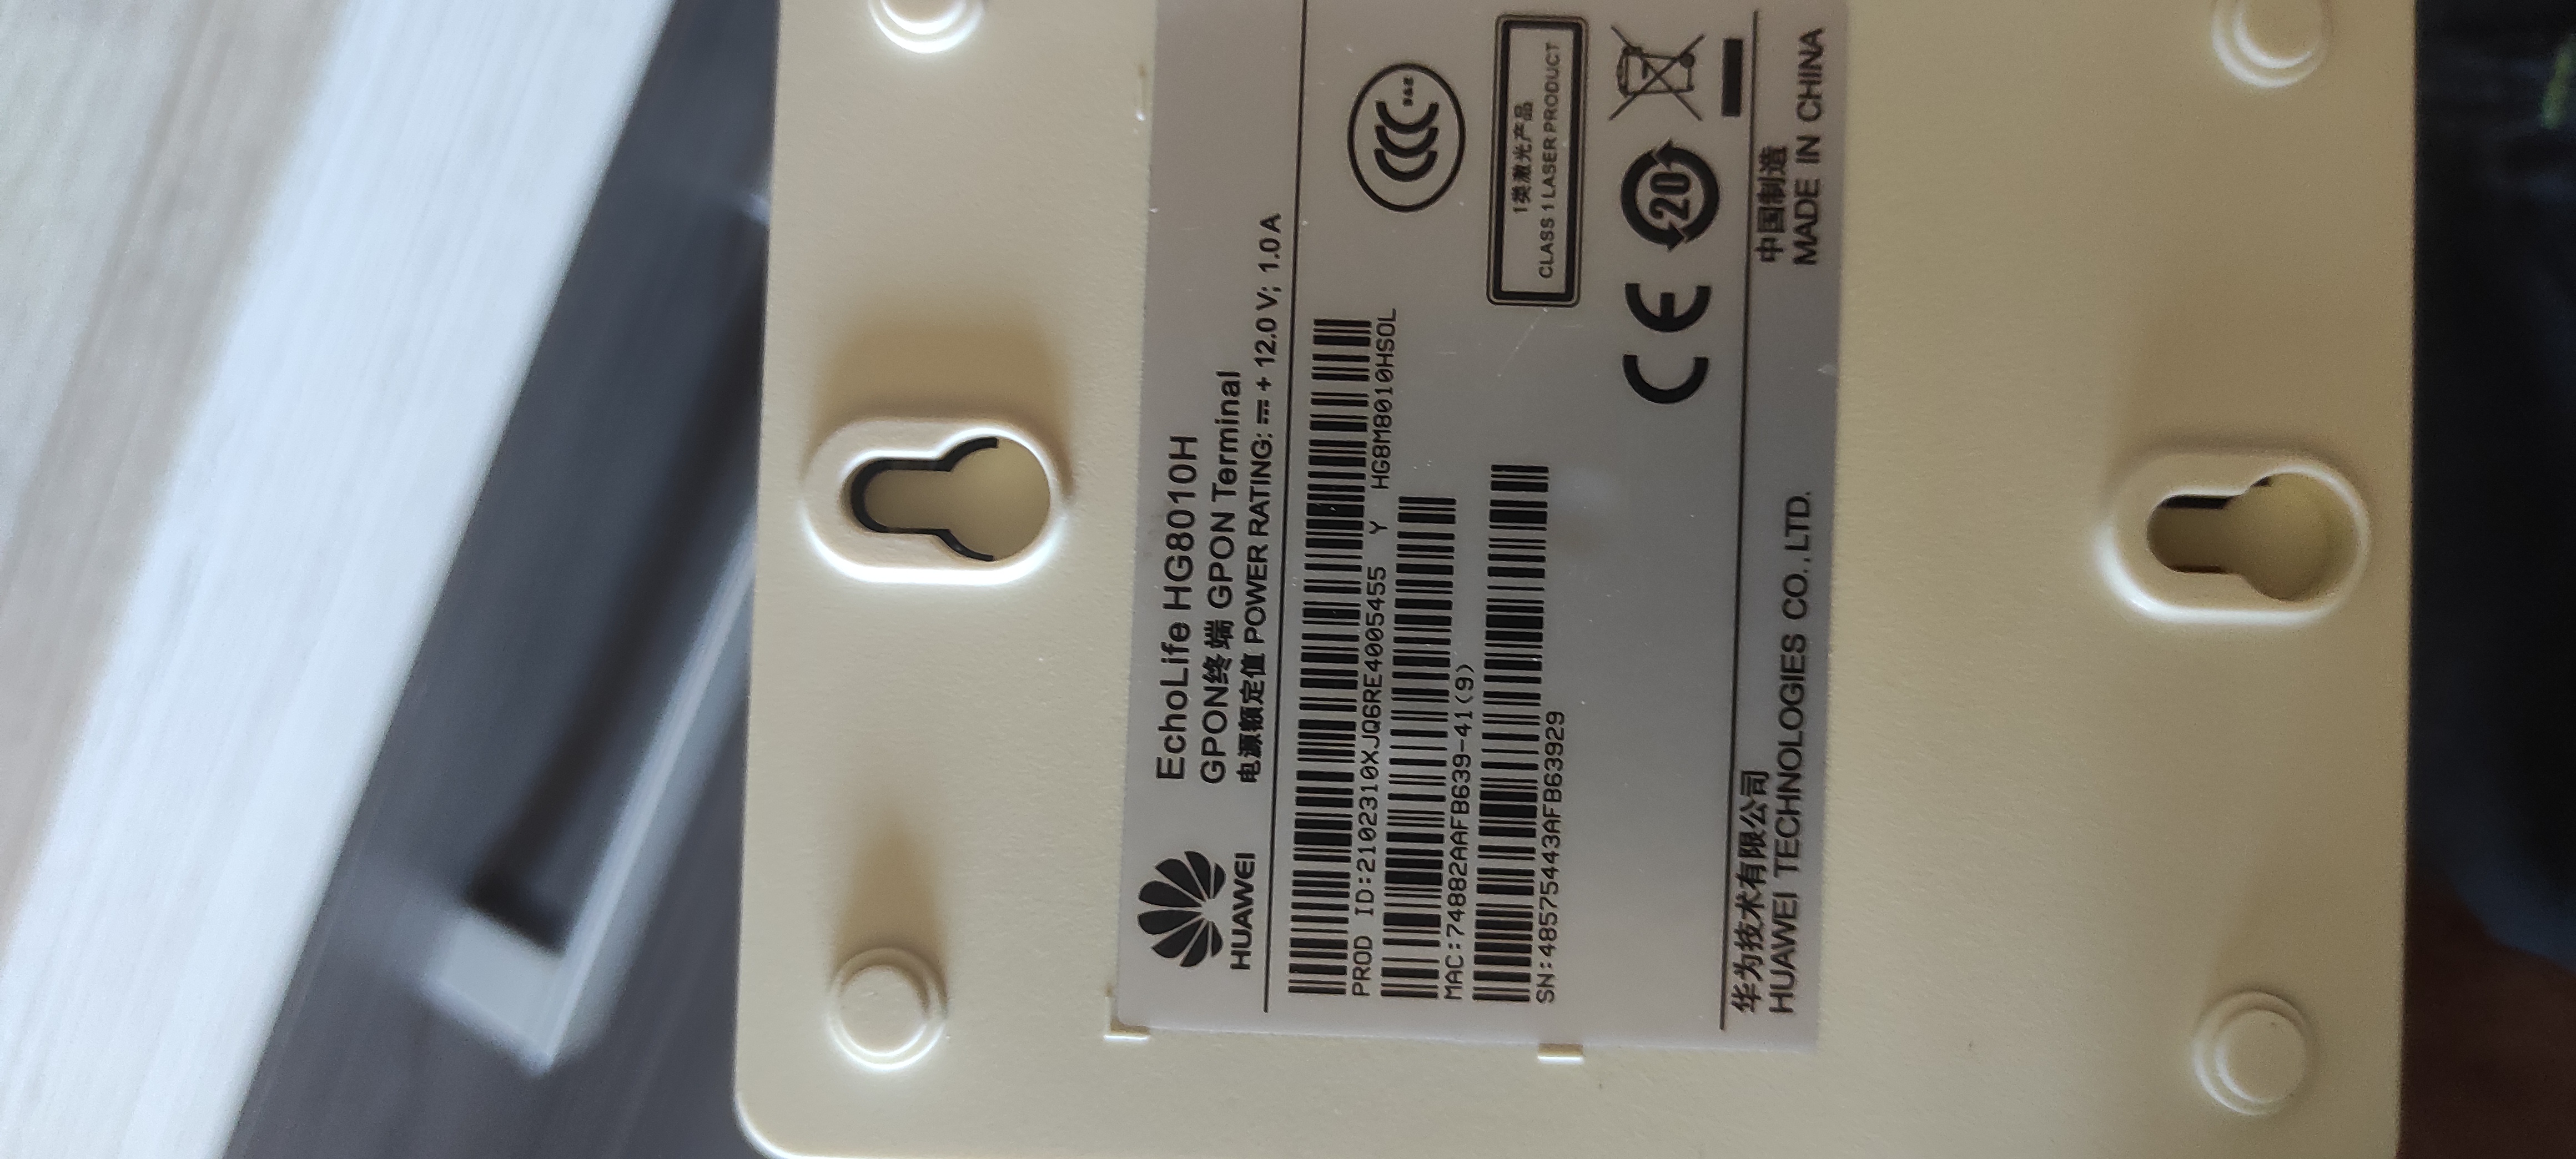 HUAWEI
EchoLife HG8010H
GPON终端 GPON Terminal
电源额定值 POWER RATING: ⎓ + 12.0 V; 1.0 A
PROD ID:2102310XJQ6RE4005455 Y HG8M8010HSOL
MAC:74882AAFB639-41(9)
SN:48575443AFB63929
CCC S&E
1类激光产品
CLASS 1 LASER PRODUCT
CE
20
华为技术有限公司
HUAWEI TECHNOLOGIES CO.,LTD.
中国制造
MADE IN CHINA